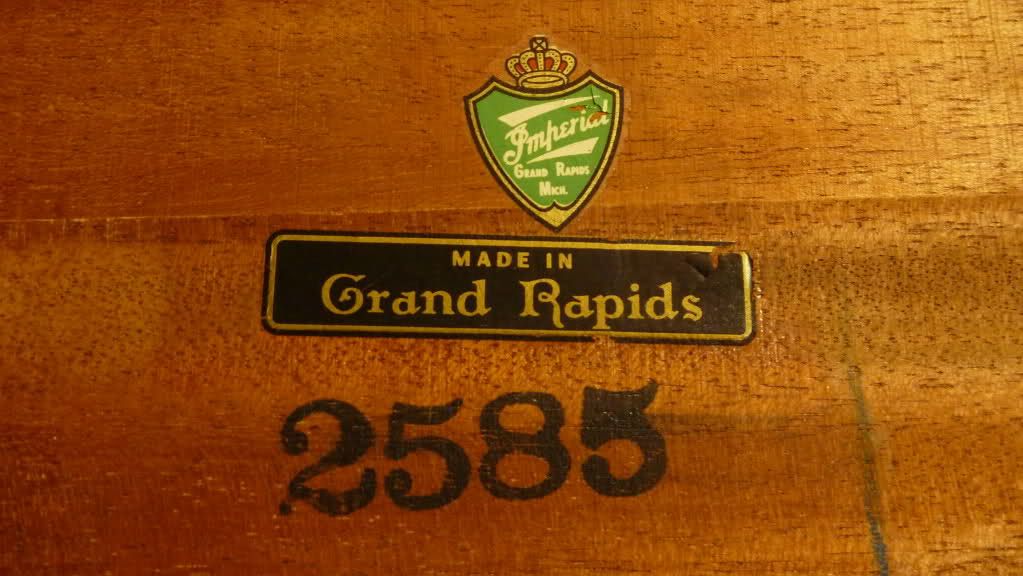 Imperial
GRAND RAPIDS
MICH.
MADE IN
Grand Rapids
2585